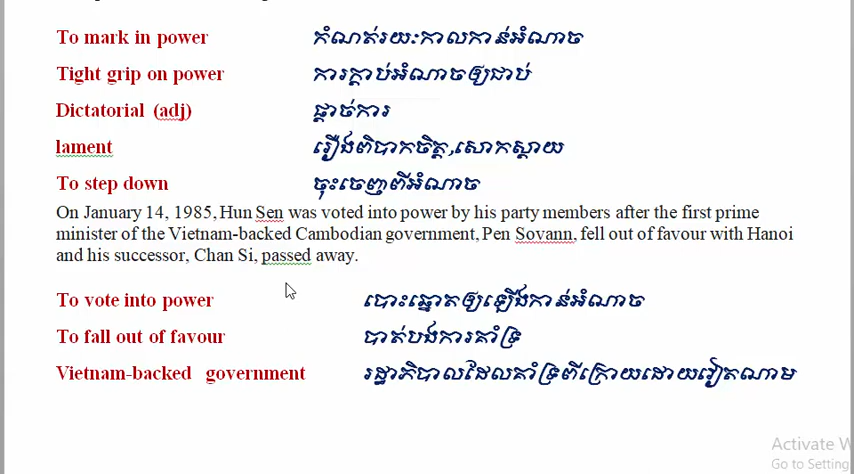 To mark in power កំណត់រយៈកាលកាន់អំណាច
Tight grip on power ការក្តាប់អំណាចឲ្យជាប់
Dictatorial (adj) ផ្តាច់ការ
lament រឿងពិបាកចិត្ត,សោកស្តាយ
To step down ចុះចេញពីអំណាច
On January 14, 1985, Hun Sen was voted into power by his party members after the first prime
minister of the Vietnam-backed Cambodian government, Pen Sovann, fell out of favour with Hanoi
and his successor, Chan Si, passed away.
To vote into power បោះឆ្នោតឲ្យឡើងកាន់អំណាច
To fall out of favour បាត់បង់ការគាំទ្រ
Vietnam-backed government រដ្ឋាភិបាលដែលគាំទ្រពីក្រោយដោយវៀតណាម
Activate W
Go to Setting